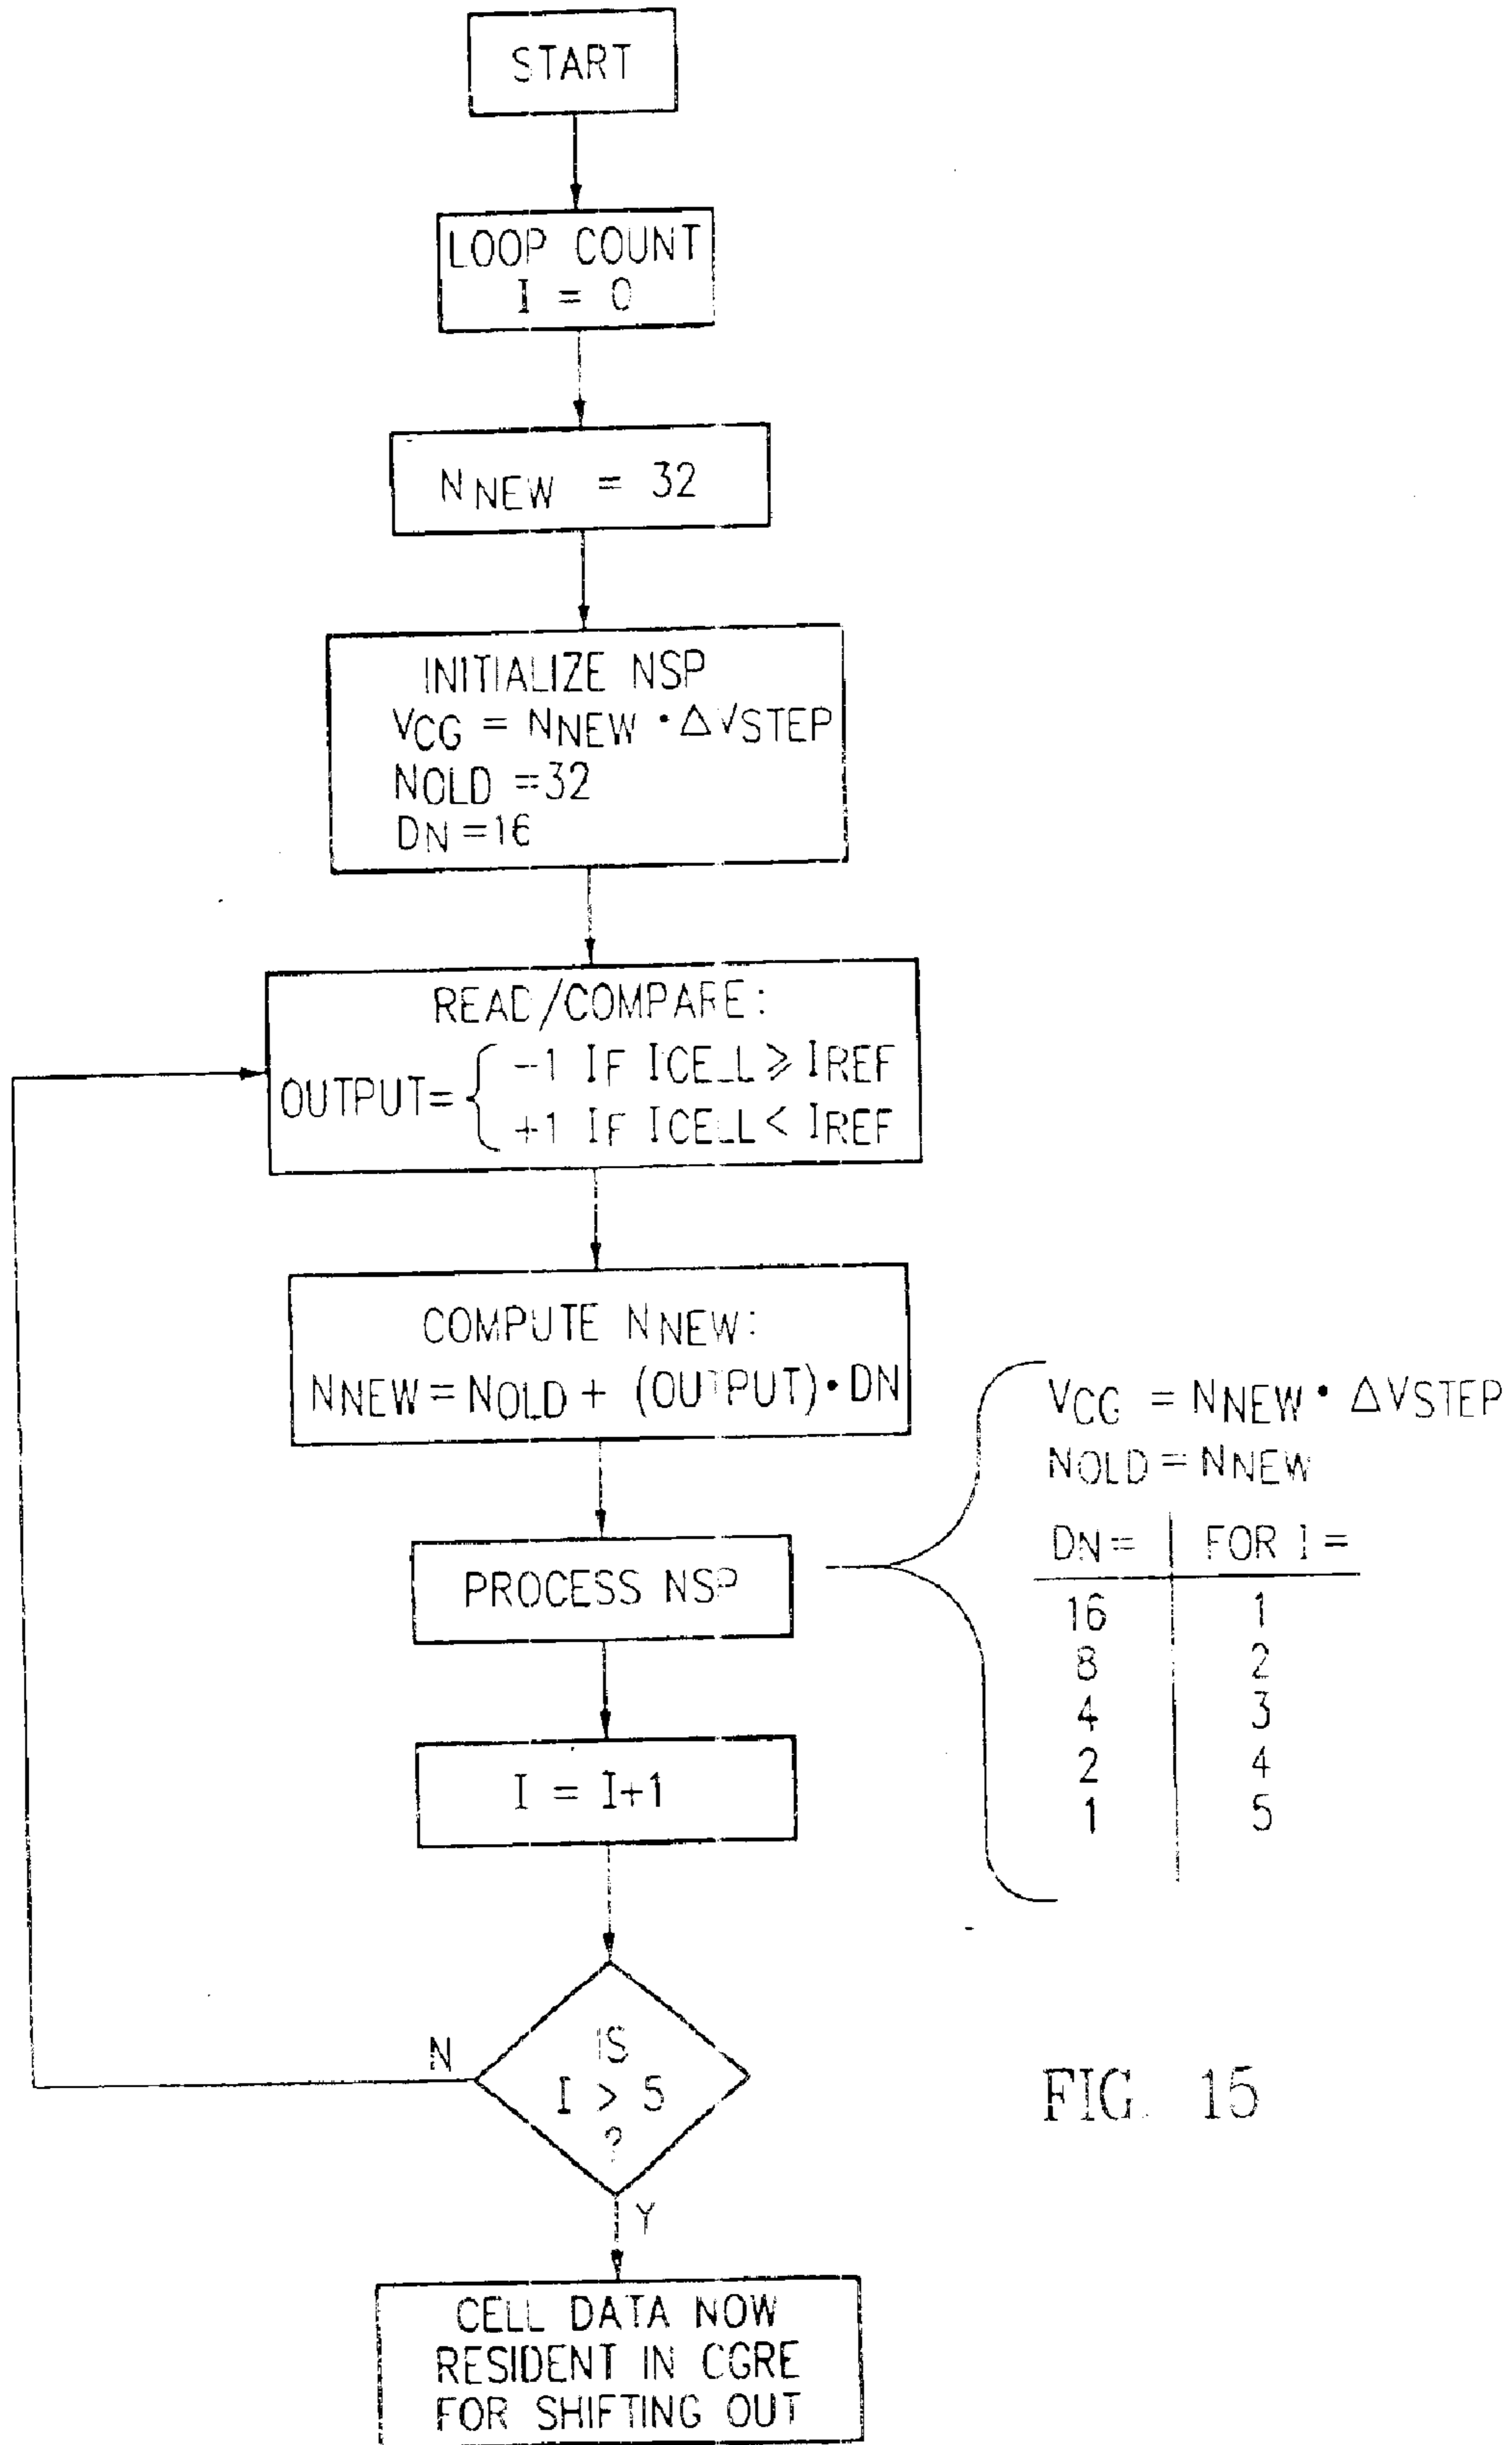 START
LOOP COUNT
I = 0
N NEW = 32
INITIALIZE NSP
VCG = NNEW · ΔVSTEP
NOLD = 32
DN = 16
READ/COMPARE:
OUTPUT = { -1 IF ICELL ⩾ IREF
+1 IF ICELL < IREF
COMPUTE NNEW:
NNEW = NOLD + (OUTPUT) · DN
PROCESS NSP
VCG = NNEW · ΔVSTEP
NOLD = NNEW
DN = FOR I =
16 1
8 2
4 3
2 4
1 5
I = I+1
IS
I > 5
?
N
Y
CELL DATA NOW
RESIDENT IN CGRE
FOR SHIFTING OUT
FIG. 15